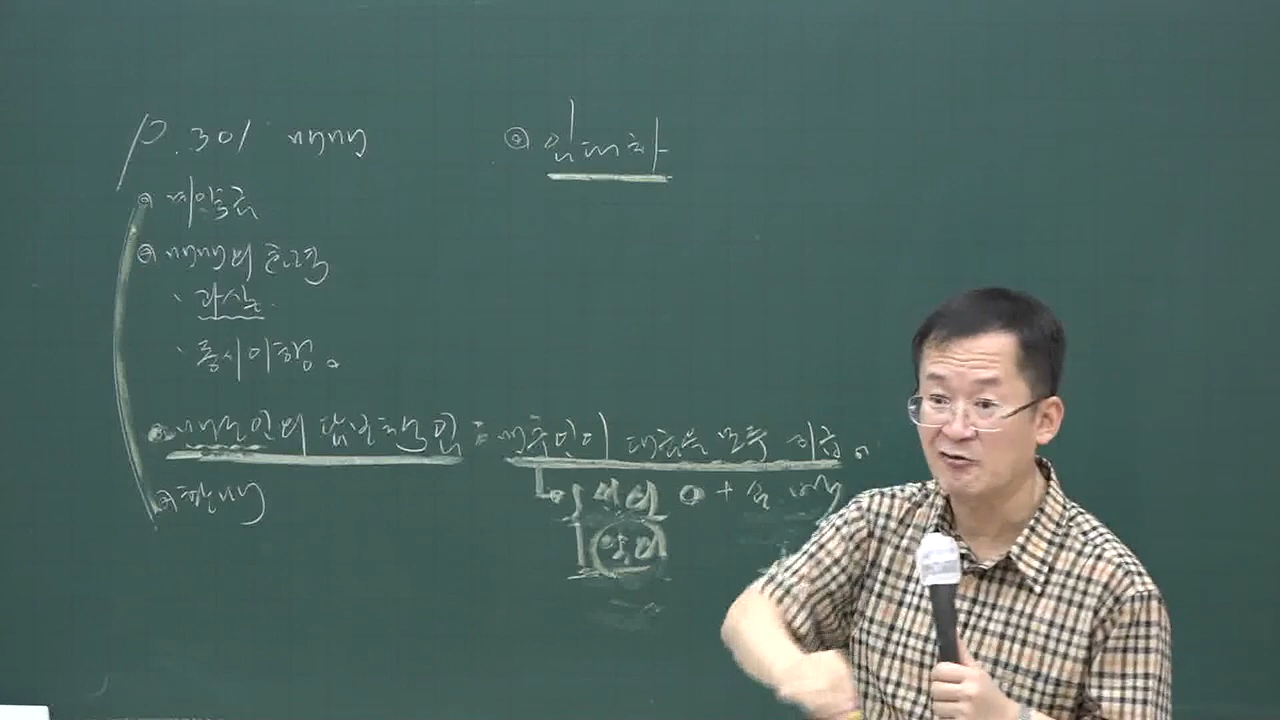 P.301 매매
㉠ 계약금
㉡ 매매의 효력
· 과실.
· 동시이행.
㉢ 매도인의 담보책임 : 매수인이 대금을 모두 지급.
선의 + 손
악의
㉣ 환매
㉤ 임대차